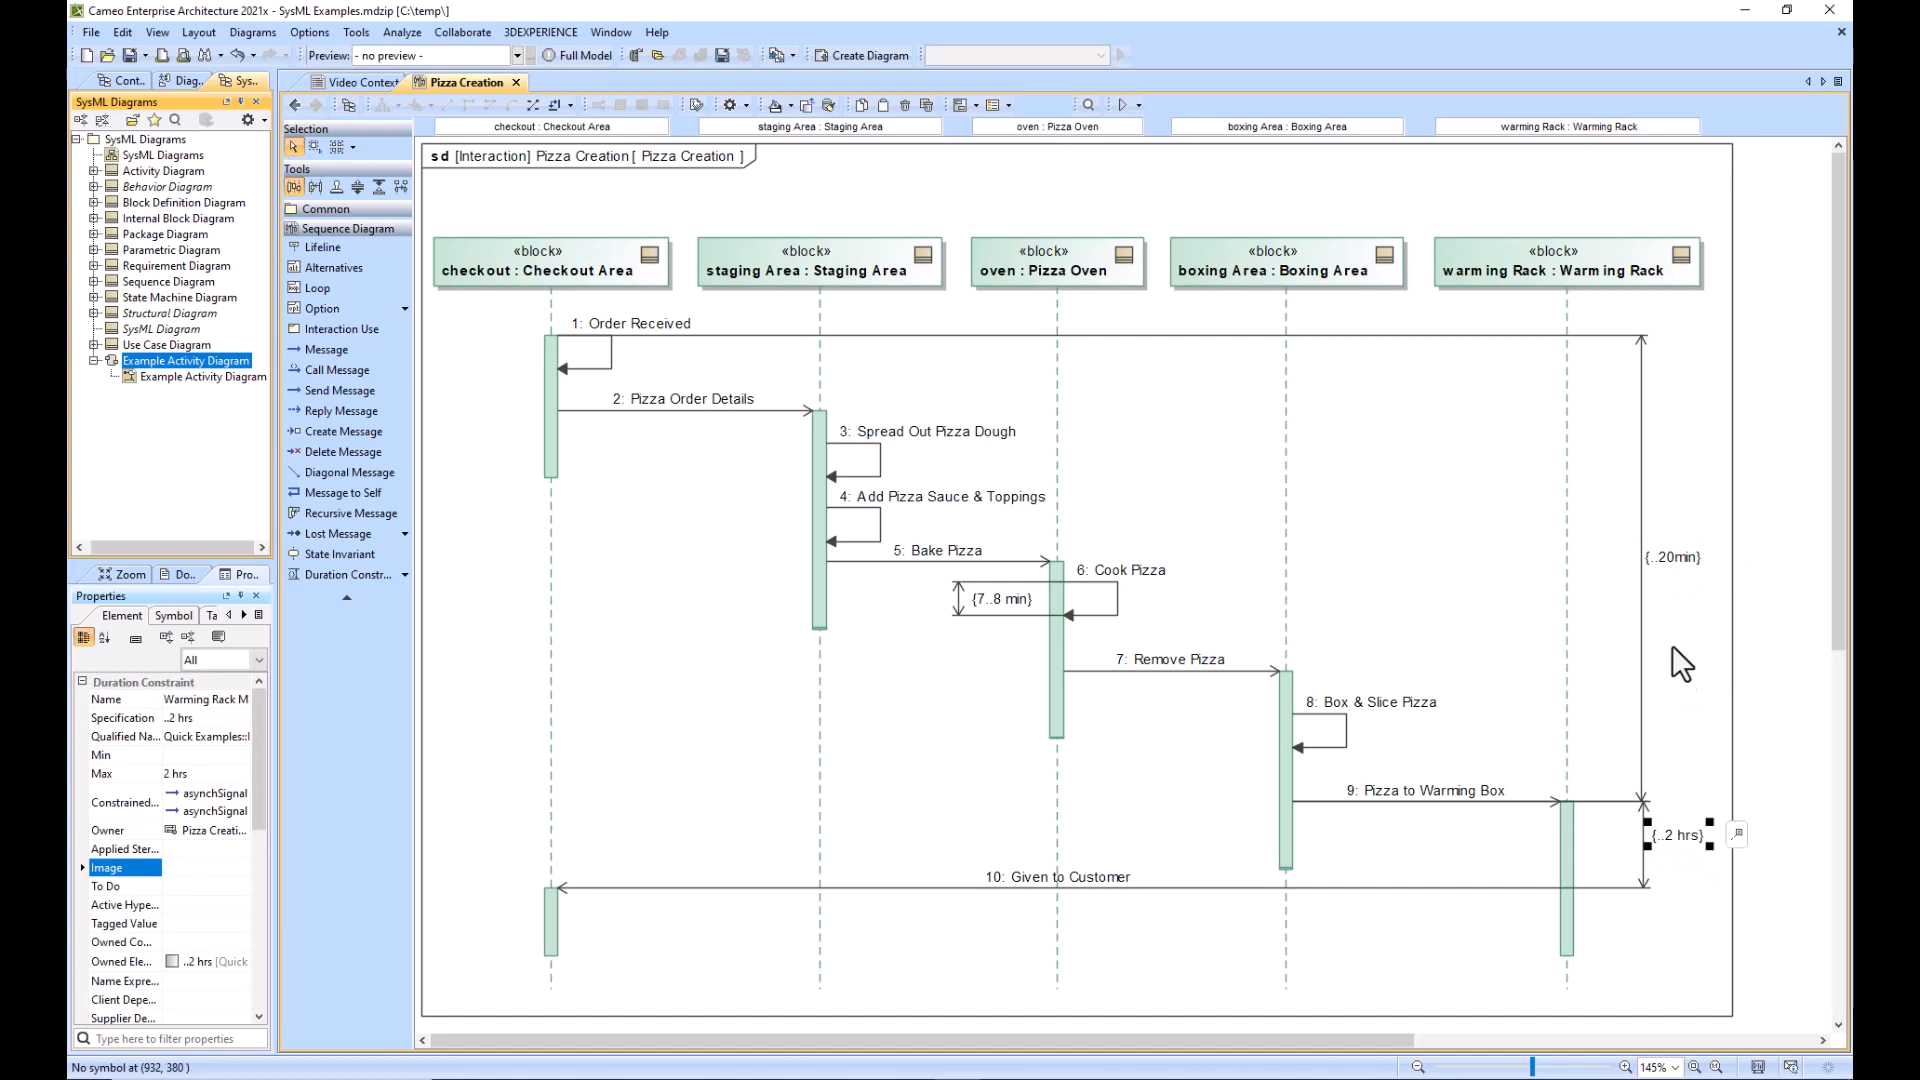 Cameo Enterprise Architecture 2021x - SysML Examples.mdzip [C:\temp\]
File Edit View Layout Diagrams Options Tools Analyze Collaborate 3DEXPERIENCE Window Help
Preview: - no preview - Full Model Create Diagram
Cont.. Diag.. Sys.. Video Context Pizza Creation
SysML Diagrams
SysML Diagrams
SysML Diagrams
Activity Diagram
Behavior Diagram
Block Definition Diagram
Internal Block Diagram
Package Diagram
Parametric Diagram
Requirement Diagram
Sequence Diagram
State Machine Diagram
Structural Diagram
SysML Diagram
Use Case Diagram
Example Activity Diagram
Example Activity Diagram
Zoom Do.. Pro..
Properties
Element Symbol Ta
All
Duration Constraint
Name Warming Rack M
Specification ..2 hrs
Qualified Na... Quick Examples::
Min
Max 2 hrs
Constrained... asynchSignal
asynchSignal
Owner Pizza Creati...
Applied Ster...
Image
To Do
Active Hype...
Tagged Value
Owned Co...
Owned Ele... ..2 hrs [Quick
Name Expre...
Client Depe...
Supplier De...
Type here to filter properties
Selection
Tools
Common
Sequence Diagram
Lifeline
Alternatives
Loop
Option
Interaction Use
Message
Call Message
Send Message
Reply Message
Create Message
Delete Message
Diagonal Message
Message to Self
Recursive Message
Lost Message
State Invariant
Duration Constr...
checkout : Checkout Area staging Area : Staging Area oven : Pizza Oven boxing Area : Boxing Area warming Rack : Warming Rack
sd [Interaction] Pizza Creation[ Pizza Creation ]
«block» «block» «block» «block» «block»
checkout : Checkout Area staging Area : Staging Area oven : Pizza Oven boxing Area : Boxing Area warming Rack : Warming Rack
1: Order Received
2: Pizza Order Details
3: Spread Out Pizza Dough
4: Add Pizza Sauce & Toppings
5: Bake Pizza
{..20min}
6: Cook Pizza
{7..8 min}
7: Remove Pizza
8: Box & Slice Pizza
9: Pizza to Warming Box
{..2 hrs}
10: Given to Customer
No symbol at (932, 380 ) 145%